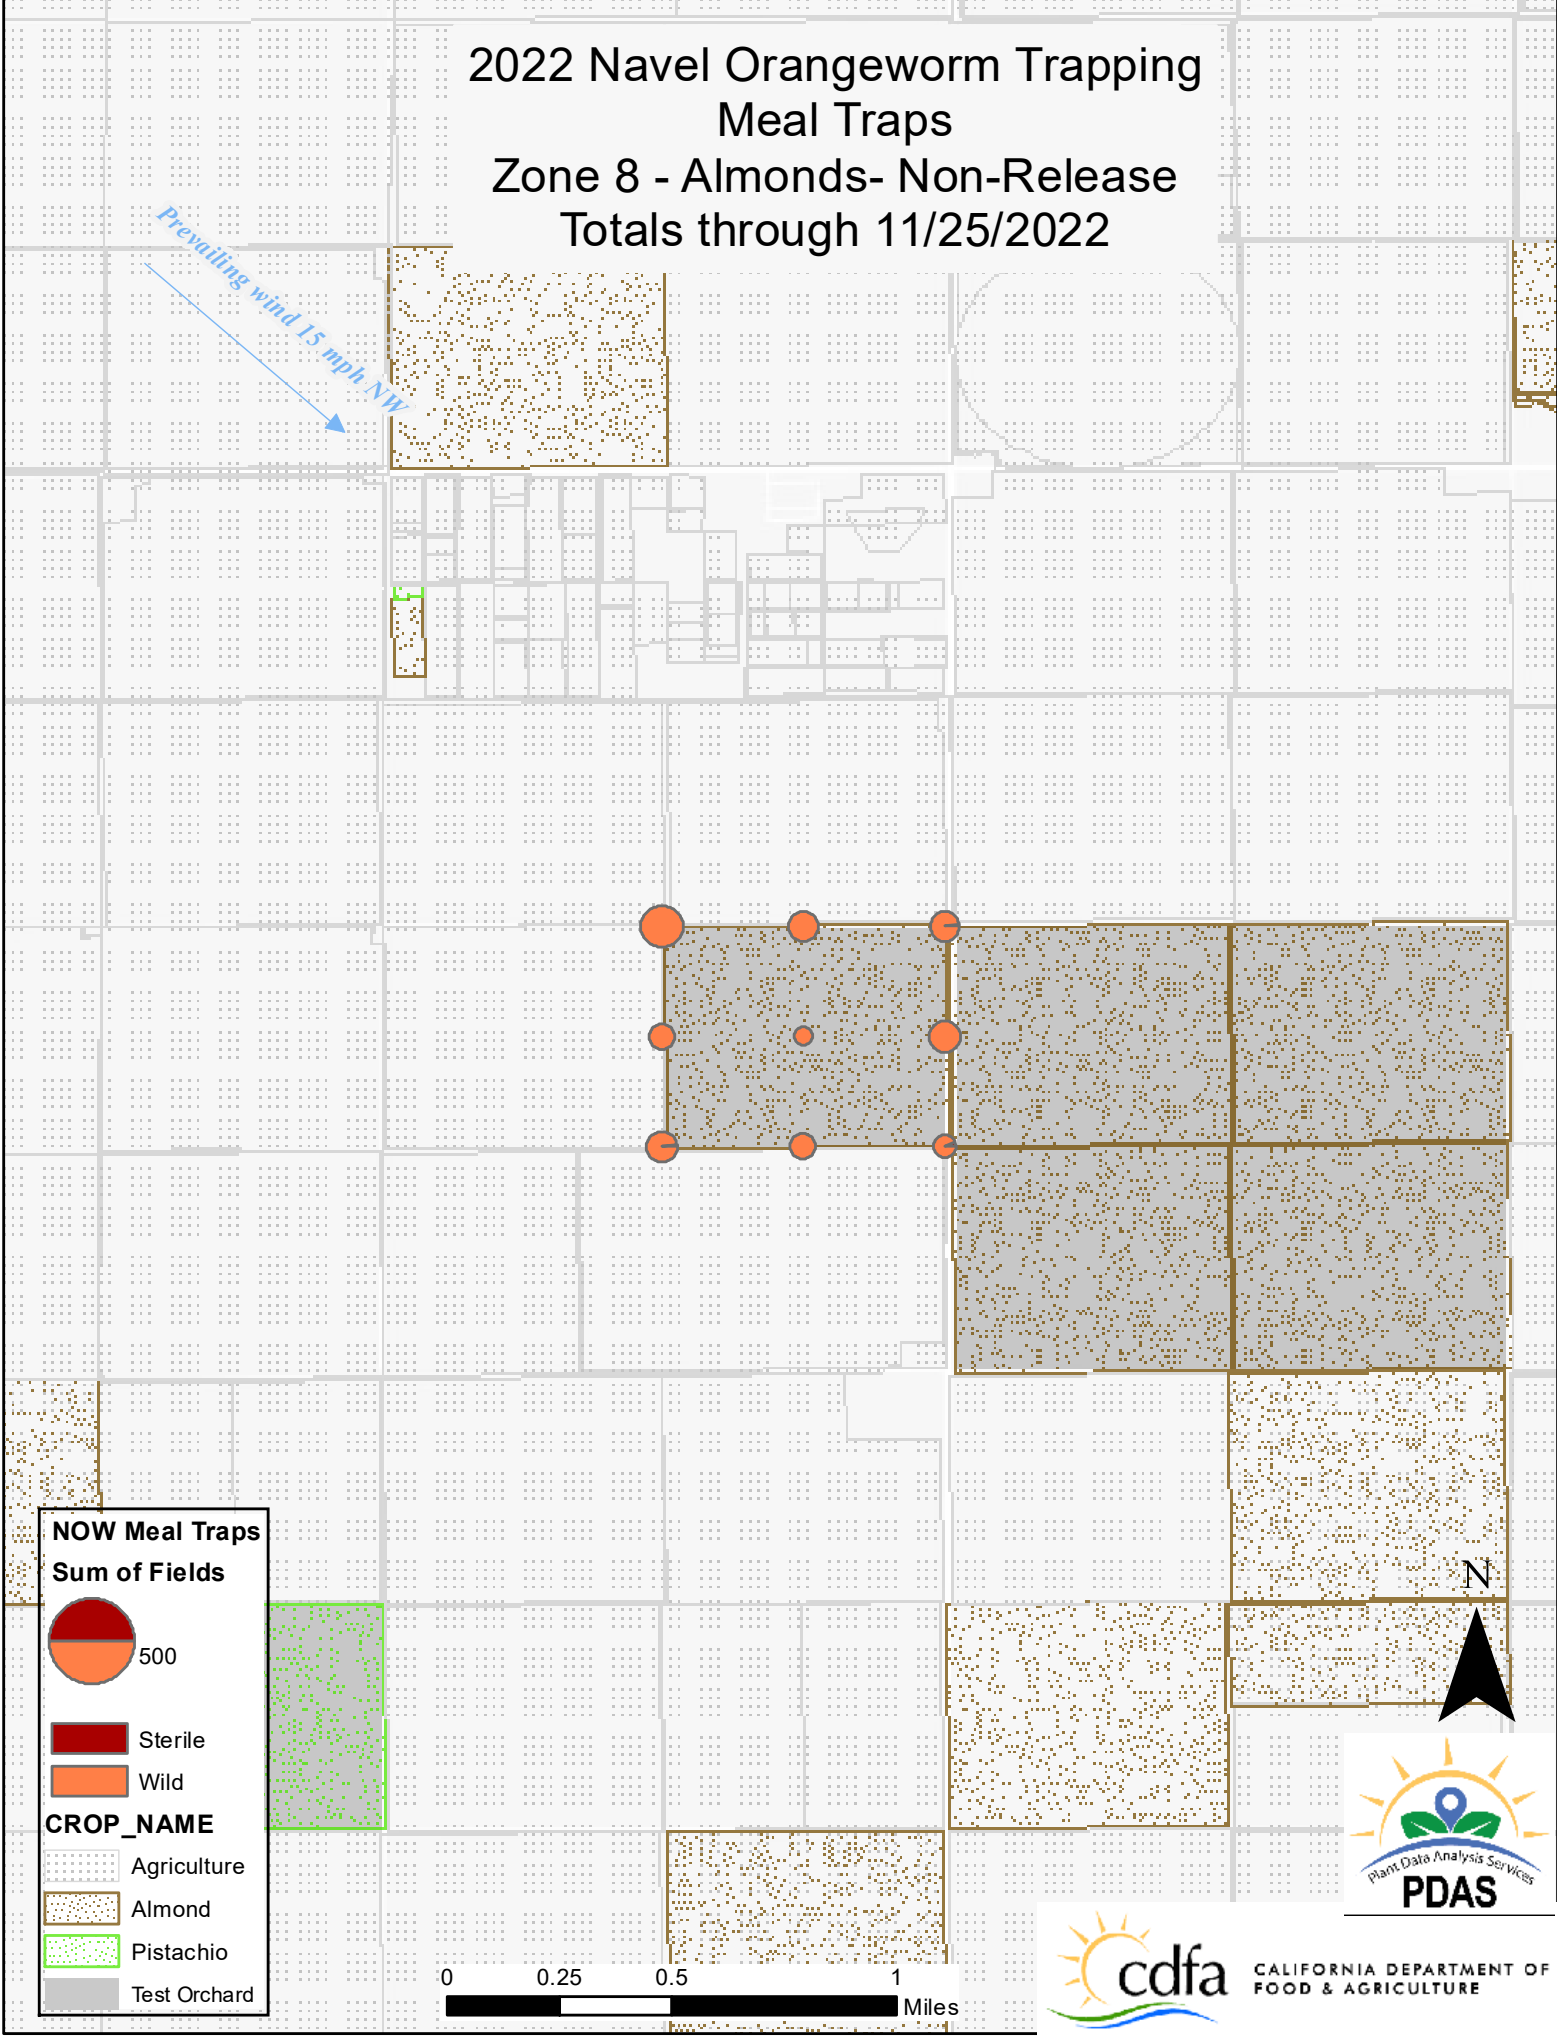 2022 Navel Orangeworm Trapping
Meal Traps
Zone 8 - Almonds- Non-Release
Totals through 11/25/2022
Prevailing wind 15 mph NW
NOW Meal Traps
Sum of Fields
500
Sterile
Wild
CROP_NAME
Agriculture
Almond
Pistachio
Test Orchard
0 0.25 0.5 1
Miles
N
Plant Data Analysis Services
PDAS
cdfa
CALIFORNIA DEPARTMENT OF
FOOD & AGRICULTURE